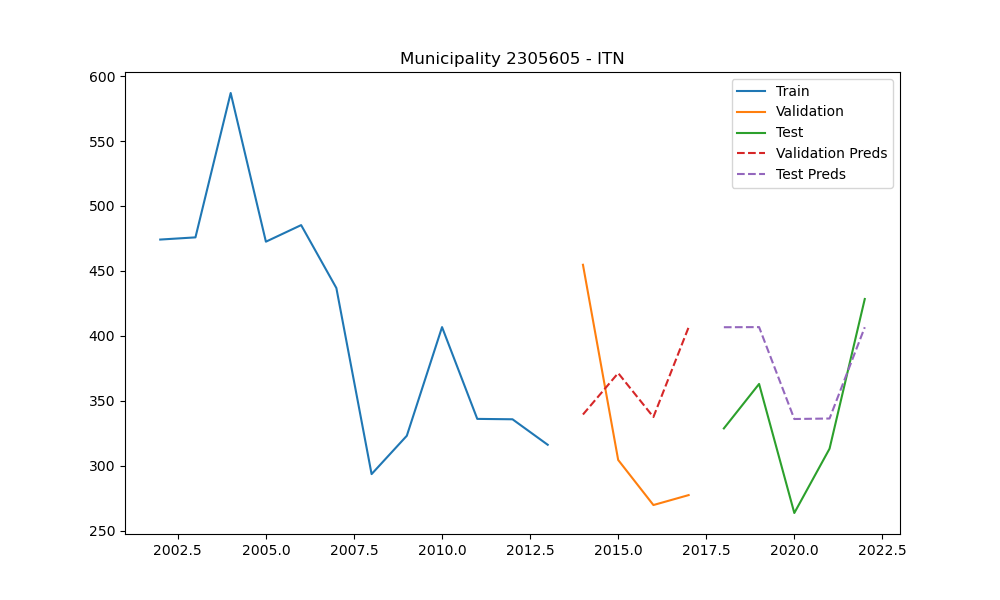 Municipality 2305605 - ITN
600
550
500
450
400
350
300
250
2002.5 2005.0 2007.5 2010.0 2012.5 2015.0 2017.5 2020.0 2022.5
Train
Validation
Test
Validation Preds
Test Preds